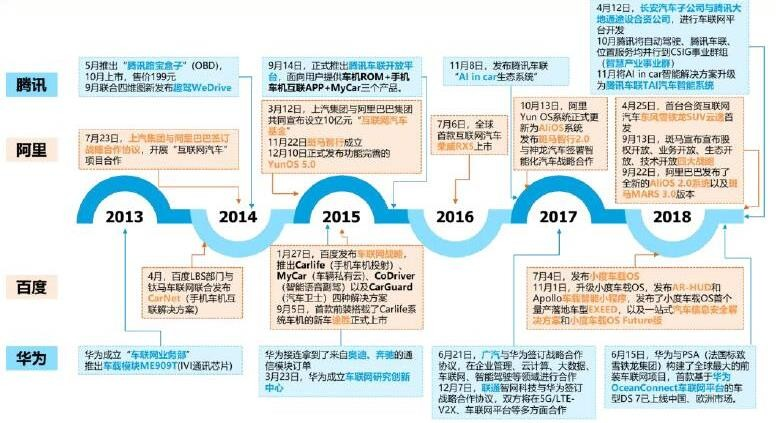 腾讯
5月推出“腾讯路宝盒子”（OBD），
10月上市，售价199元
9月联合四维图新发布趣驾WeDrive
9月14日，正式推出腾讯车联开放平
台，面向用户提供车机ROM+手机
车机互联APP+MyCar三个产品。
11月8日，发布腾讯车联
“AI in car生态系统”
4月12日，长安汽车子公司与腾讯大
地通途设合资公司，进行车联网平
台开发
10月腾讯将自动驾驶、腾讯车联、
位置服务均并行到CSIG事业群组
（智慧产业事业群）
11月将AI in car智能解决方案升级
为腾讯车联TAI汽车智能系统
阿里
7月23日，上汽集团与阿里巴巴签订
战略合作协议，开展“互联网汽车”
项目合作
3月12日，上汽集团与阿里巴巴集团
共同宣布设立10亿元“互联网汽车
基金”
11月22日斑马智行成立
12月10日正式发布功能完善的
YunOS 5.0
7月6日，全球
首款互联网汽车
荣威RX5上市
10月13日，阿里
Yun OS系统正式更
新为AliOS系统
发布斑马智行2.0
与神龙汽车签署智
能化汽车战略合作
4月25日，首台合资互联网
汽车东风雪铁龙SUV云逸首
发
9月13日，斑马宣布宣布股
权开放、业务开发、生态开
放、技术开放四大战略
9月22日，阿里巴巴发布了
全新的AliOS 2.0系统以及斑
马MARS 3.0版本
2013
2014
2015
2016
2017
2018
百度
4月，百度LBS部门与
钛马车联网联合发布
CarNet（手机车机互
联解决方案）
1月27日，百度发布车联网战略，
推出Carlife（手机车机投射）、
MyCar（车辆私有云）、CoDriver
（智能语音副驾）以及CarGuard
（汽车卫士）四种解决方案
9月5日，首款前装搭载了Carlife系
统车机的新车途胜正式上市
7月4日，发布小度车载OS
11月1日，升级小度车载OS，发布AR-HUD和
Apollo车载智能小程序，发布了小度车载OS首个
量产落地车型EXEED，以及一站式汽车信息安全解
决方案和小度车载OS Future版
华为
华为成立“车联网业务部”
推出车载模块ME909T(IVI通讯芯片)
华为接连拿到了来自奥迪、奔驰的通
信模块订单
3月23日，华为成立车联网研究创新
中心
6月21日，广汽与华为签订战略合作
协议，在企业管理、云计算、大数据、
车联网、智能驾驶等领域进行合作
12月7日，联通智网科技与华为签订
战略合作协议，双方将在5G/LTE-
V2X、车联网平台等多方面合作
6月15日，华为与PSA（法国标致
雪铁龙集团）构建了全球最大的前
装车联网项目，首款基于华为
OceanConnect车联网平台的车
型DS 7已上线中国、欧洲市场。